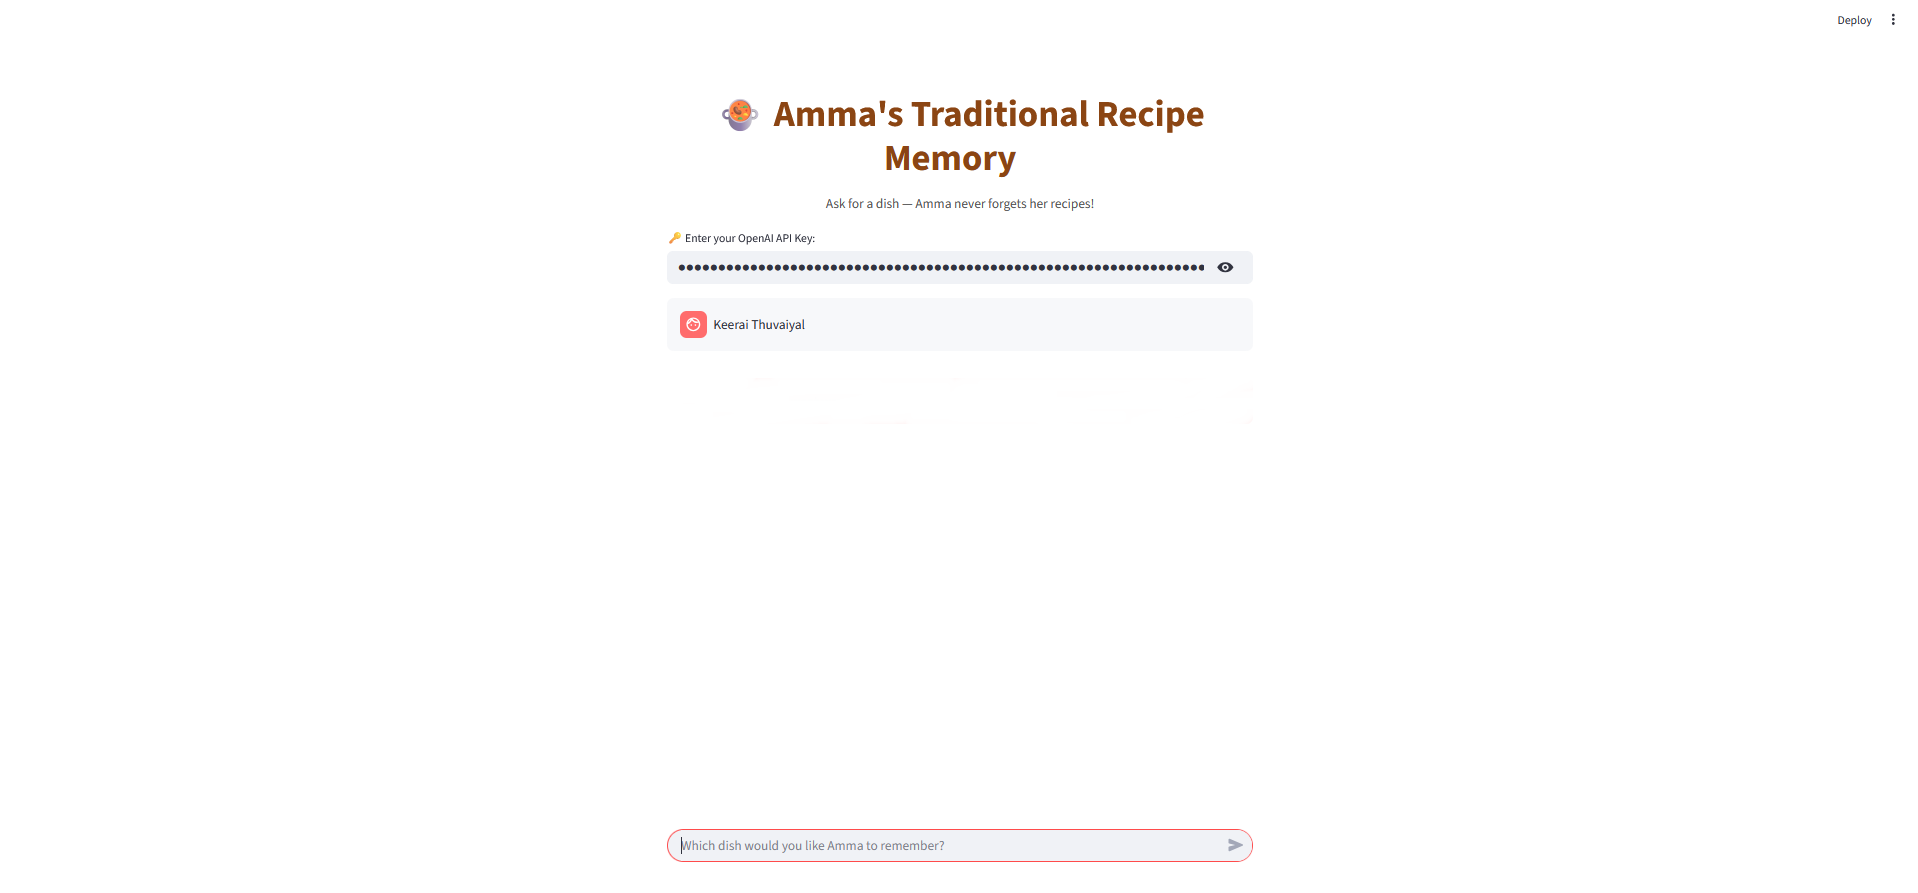 Deploy
Amma's Traditional Recipe
Memory
Ask for a dish — Amma never forgets her recipes!
Enter your OpenAI API Key:
Keerai Thuvaiyal
Which dish would you like Amma to remember?